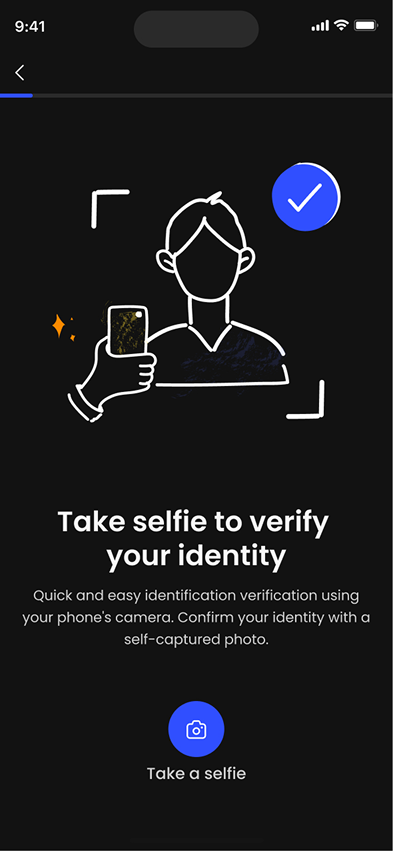 9:41
Take selfie to verify
your identity
Quick and easy identification verification using
your phone's camera. Confirm your identity with a
self-captured photo.
Take a selfie